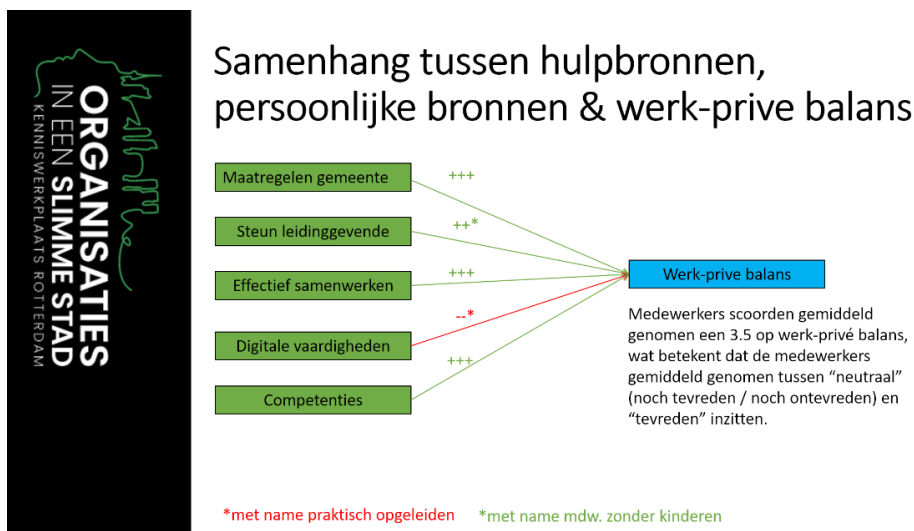 Samenhang tussen hulpbronnen,
persoonlijke bronnen & werk-prive balans
ORGANISATIES
IN EEN SLIMME STAD
KENNISWERKPLAATS ROTTERDAM
Maatregelen gemeente
+++
Steun leidinggevende
++*
Effectief samenwerken
+++
Digitale vaardigheden
--*
Competenties
+++
Werk-prive balans
Medewerkers scoorden gemiddeld
genomen een 3.5 op werk-privé balans,
wat betekent dat de medewerkers
gemiddeld genomen tussen “neutraal”
(noch tevreden / noch ontevreden) en
“tevreden” inzitten.
*met name praktisch opgeleiden
*met name mdw. zonder kinderen